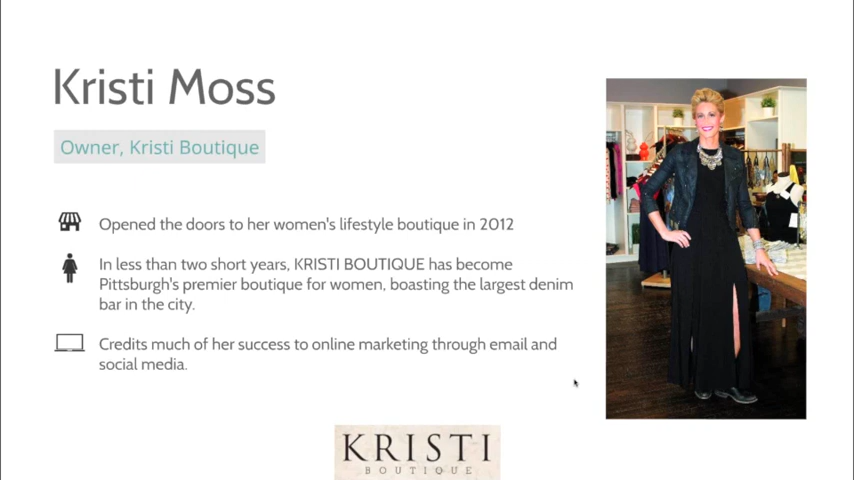 Kristi Moss
Owner, Kristi Boutique
Opened the doors to her women's lifestyle boutique in 2012
In less than two short years, KRISTI BOUTIQUE has become
Pittsburgh's premier boutique for women, boasting the largest denim
bar in the city.
Credits much of her success to online marketing through email and
social media.
KRISTI
BOUTIQUE